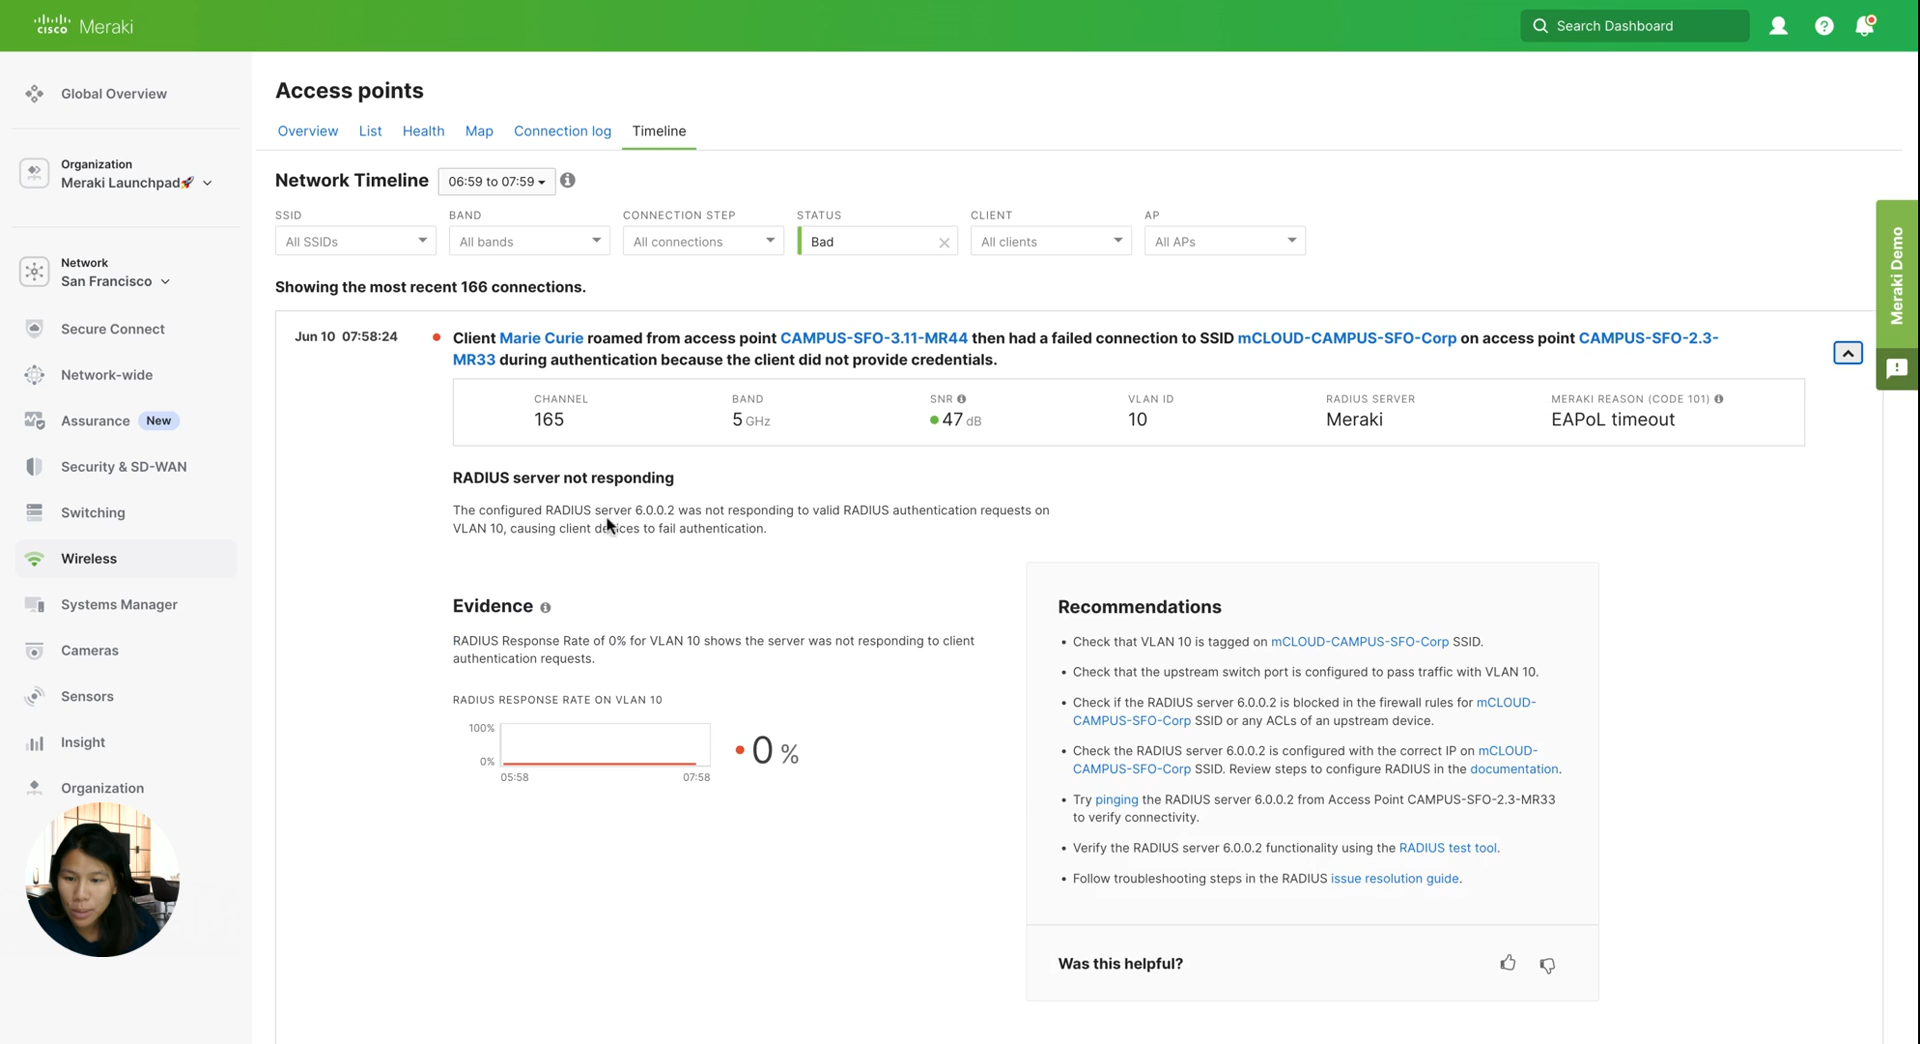 cisco Meraki
Search Dashboard
Global Overview
Organization
Meraki Launchpad🚀
Network
San Francisco
Secure Connect
Network-wide
Assurance New
Security & SD-WAN
Switching
Wireless
Systems Manager
Cameras
Sensors
Insight
Organization
Access points
Overview List Health Map Connection log Timeline
Network Timeline 06:59 to 07:59
SSID BAND CONNECTION STEP STATUS CLIENT AP
All SSIDs All bands All connections Bad All clients All APs
Showing the most recent 166 connections.
Jun 10 07:58:24
Client Marie Curie roamed from access point CAMPUS-SFO-3.11-MR44 then had a failed connection to SSID mCLOUD-CAMPUS-SFO-Corp on access point CAMPUS-SFO-2.3-
MR33 during authentication because the client did not provide credentials.
CHANNEL BAND SNR VLAN ID RADIUS SERVER MERAKI REASON (CODE 101)
165 5 GHz 47 dB 10 Meraki EAPoL timeout
RADIUS server not responding
The configured RADIUS server 6.0.0.2 was not responding to valid RADIUS authentication requests on
VLAN 10, causing client devices to fail authentication.
Evidence
RADIUS Response Rate of 0% for VLAN 10 shows the server was not responding to client
authentication requests.
RADIUS RESPONSE RATE ON VLAN 10
100%
0%
05:58 07:58
0 %
Recommendations
• Check that VLAN 10 is tagged on mCLOUD-CAMPUS-SFO-Corp SSID.
• Check that the upstream switch port is configured to pass traffic with VLAN 10.
• Check if the RADIUS server 6.0.0.2 is blocked in the firewall rules for mCLOUD-
CAMPUS-SFO-Corp SSID or any ACLs of an upstream device.
• Check the RADIUS server 6.0.0.2 is configured with the correct IP on mCLOUD-
CAMPUS-SFO-Corp SSID. Review steps to configure RADIUS in the documentation.
• Try pinging the RADIUS server 6.0.0.2 from Access Point CAMPUS-SFO-2.3-MR33
to verify connectivity.
• Verify the RADIUS server 6.0.0.2 functionality using the RADIUS test tool.
• Follow troubleshooting steps in the RADIUS issue resolution guide.
Was this helpful?
Meraki Demo